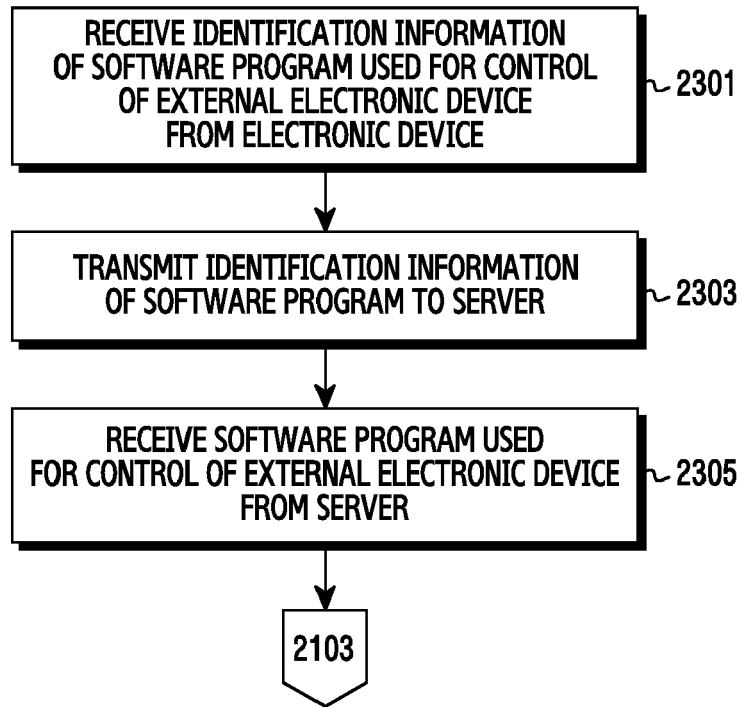 RECEIVE IDENTIFICATION INFORMATION
OF SOFTWARE PROGRAM USED FOR CONTROL
OF EXTERNAL ELECTRONIC DEVICE
FROM ELECTRONIC DEVICE
2301
TRANSMIT IDENTIFICATION INFORMATION
OF SOFTWARE PROGRAM TO SERVER
2303
RECEIVE SOFTWARE PROGRAM USED
FOR CONTROL OF EXTERNAL ELECTRONIC DEVICE
FROM SERVER
2305
2103